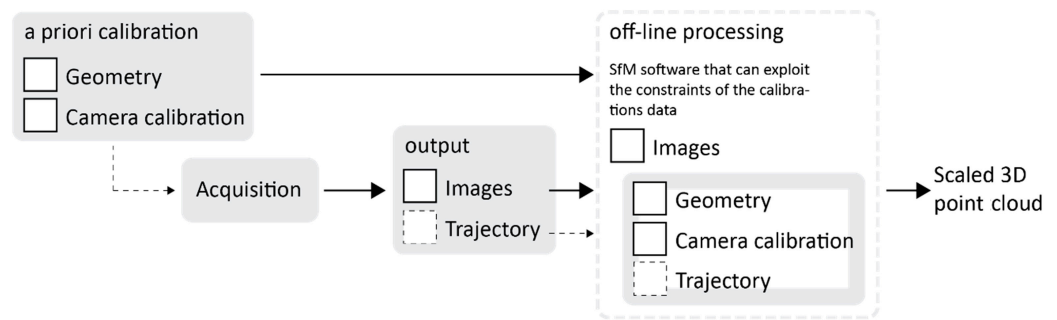 a priori calibration
Geometry
Camera calibration
Acquisition
output
Images
Trajectory
off-line processing
SfM software that can exploit
the constraints of the calibra-
tions data
Images
Geometry
Camera calibration
Trajectory
Scaled 3D
point cloud